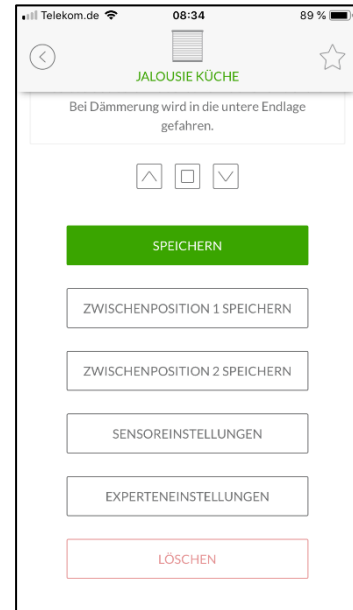 Telekom.de 08:34 89 %
JALOUSIE KÜCHE
Bei Dämmerung wird in die untere Endlage
gefahren.
SPEICHERN
ZWISCHENPOSITION 1 SPEICHERN
ZWISCHENPOSITION 2 SPEICHERN
SENSOREINSTELLUNGEN
EXPERTENEINSTELLUNGEN
LÖSCHEN